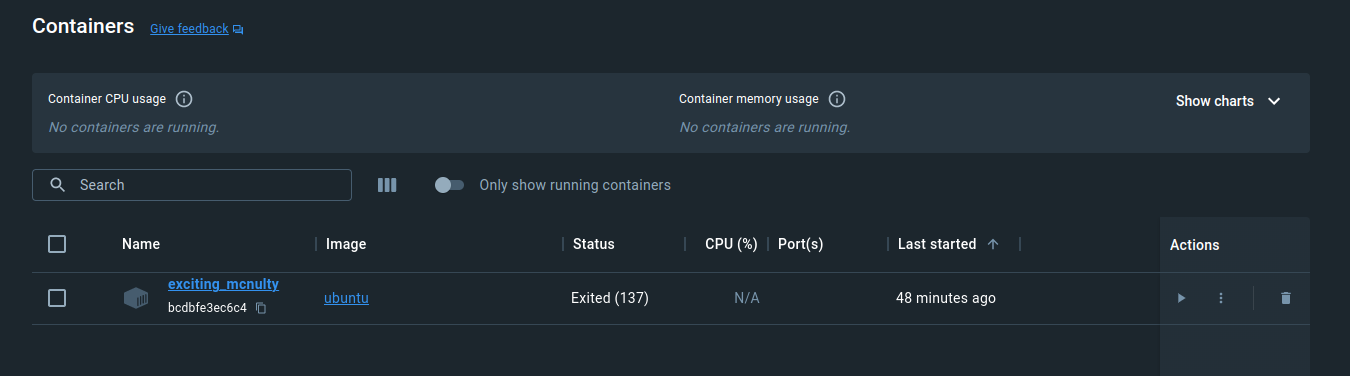 Containers Give feedback
Container CPU usage
No containers are running.
Container memory usage
No containers are running.
Show charts
Search
Only show running containers
Name Image Status CPU (%) Port(s) Last started Actions
exciting_mcnulty
bcdbfe3ec6c4
ubuntu Exited (137) N/A 48 minutes ago